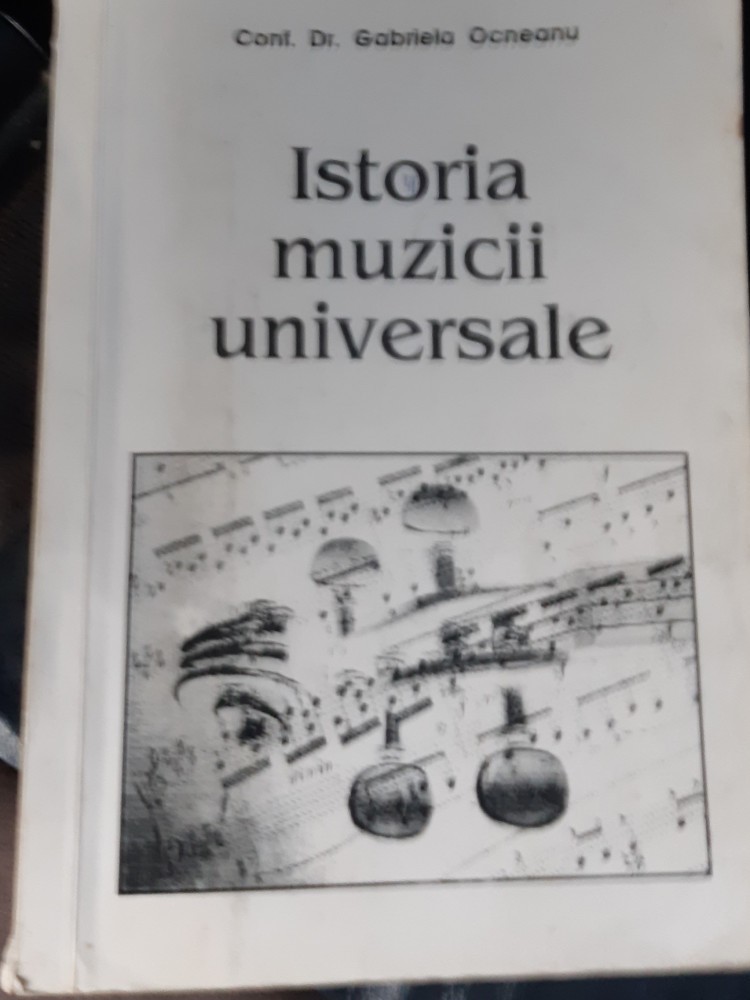 Conf. Dr. Gabriela Ocneanu
Istoria
muzicii
universale